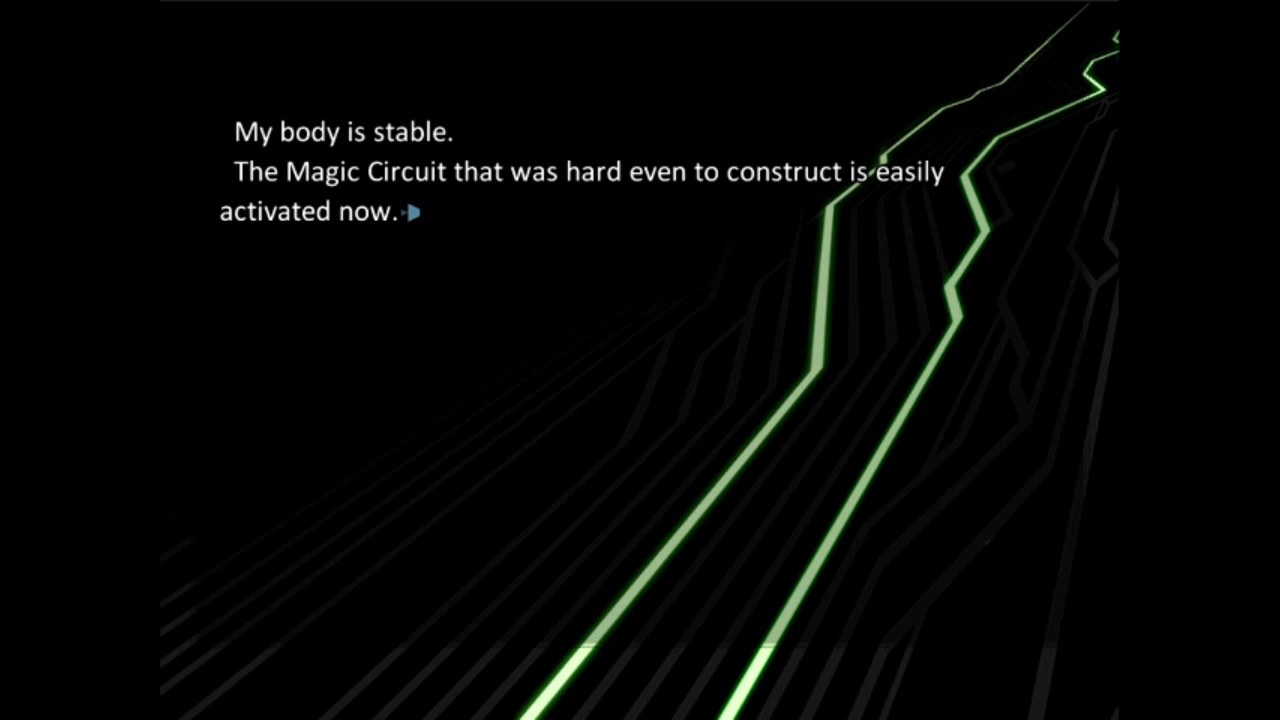 My body is stable.
The Magic Circuit that was hard even to construct is easily
activated now.